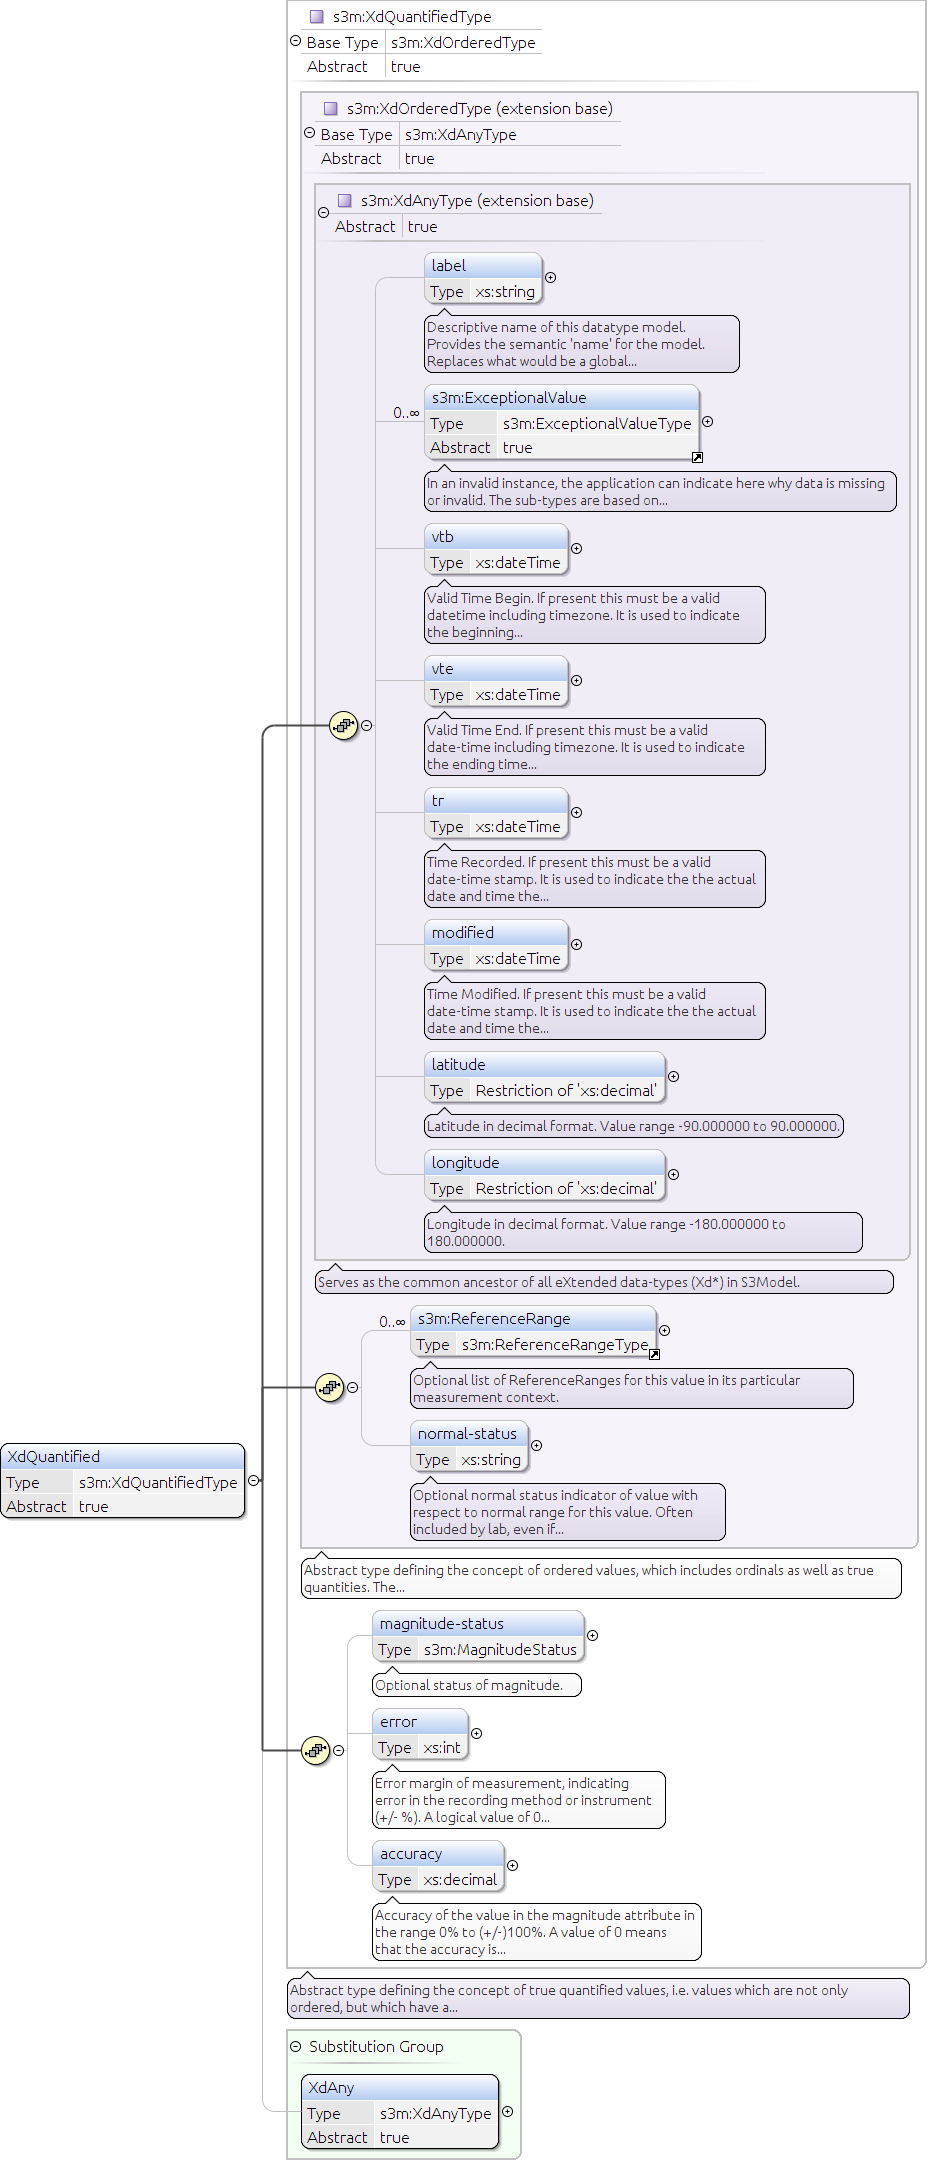 s3m:XdQuantifiedType
Base Type s3m:XdOrderedType
Abstract true
s3m:XdOrderedType (extension base)
Base Type s3m:XdAnyType
Abstract true
s3m:XdAnyType (extension base)
Abstract true
label
Type xs:string
Descriptive name of this datatype model.
Provides the semantic 'name' for the model.
Replaces what would be a global...
0..∞
s3m:ExceptionalValue
Type s3m:ExceptionalValueType
Abstract true
In an invalid instance, the application can indicate here why data is missing
or invalid. The sub-types are based on...
vtb
Type xs:dateTime
Valid Time Begin. If present this must be a valid
datetime including timezone. It is used to indicate
the beginning...
vte
Type xs:dateTime
Valid Time End. If present this must be a valid
date-time including timezone. It is used to indicate
the ending time...
tr
Type xs:dateTime
Time Recorded. If present this must be a valid
date-time stamp. It is used to indicate the the actual
date and time the...
modified
Type xs:dateTime
Time Modified. If present this must be a valid
date-time stamp. It is used to indicate the the actual
date and time the...
latitude
Type Restriction of 'xs:decimal'
Latitude in decimal format. Value range -90.000000 to 90.000000.
longitude
Type Restriction of 'xs:decimal'
Longitude in decimal format. Value range -180.000000 to
180.000000.
Serves as the common ancestor of all eXtended data-types (Xd*) in S3Model.
0..∞
s3m:ReferenceRange
Type s3m:ReferenceRangeType
Optional list of ReferenceRanges for this value in its particular
measurement context.
normal-status
Type xs:string
Optional normal status indicator of value with
respect to normal range for this value. Often
included by lab, even if...
XdQuantified
Type s3m:XdQuantifiedType
Abstract true
Abstract type defining the concept of ordered values, which includes ordinals as well as true
quantities. The...
magnitude-status
Type s3m:MagnitudeStatus
Optional status of magnitude.
error
Type xs:int
Error margin of measurement, indicating
error in the recording method or instrument
(+/- %). A logical value of 0...
accuracy
Type xs:decimal
Accuracy of the value in the magnitude attribute in
the range 0% to (+/-)100%. A value of 0 means
that the accuracy is...
Abstract type defining the concept of true quantified values, i.e. values which are not only
ordered, but which have a...
Substitution Group
XdAny
Type s3m:XdAnyType
Abstract true